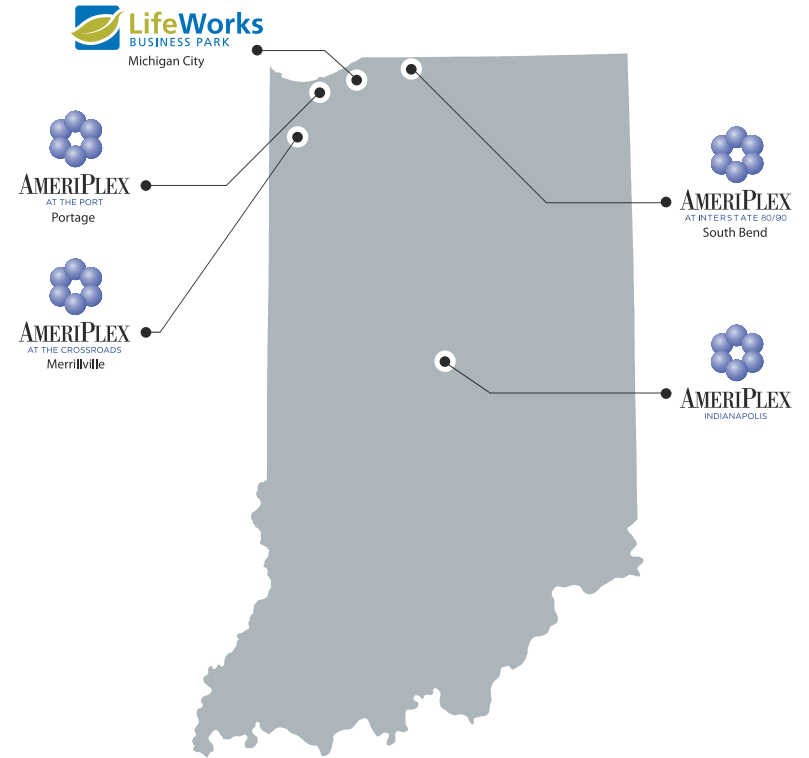 LifeWorks
BUSINESS PARK
Michigan City
AMERIPLEX
AT THE PORT
Portage
AMERIPLEX
AT INTERSTATE 80/90
South Bend
AMERIPLEX
AT THE CROSSROADS
Merrillville
AMERIPLEX
INDIANAPOLIS